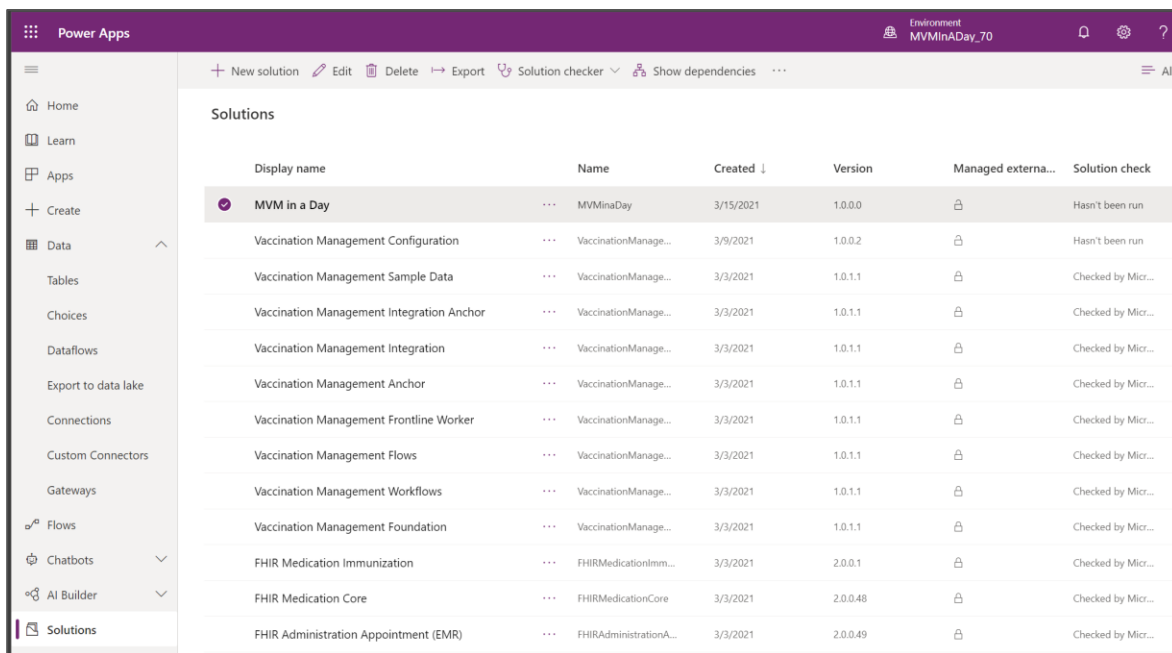 Power Apps
Environment
MVMInADay_70
?
New solution Edit Delete Export Solution checker Show dependencies ...
Al
Home
Learn
Apps
Create
Data
Tables
Choices
Dataflows
Export to data lake
Connections
Custom Connectors
Gateways
Flows
Chatbots
AI Builder
Solutions
Solutions
Display name Name Created ↓ Version Managed externa... Solution check
MVM in a Day ... MVMinaDay 3/15/2021 1.0.0.0 Hasn't been run
Vaccination Management Configuration ... VaccinationManage... 3/9/2021 1.0.0.2 Hasn't been run
Vaccination Management Sample Data ... VaccinationManage... 3/3/2021 1.0.1.1 Checked by Micr...
Vaccination Management Integration Anchor ... VaccinationManage... 3/3/2021 1.0.1.1 Checked by Micr...
Vaccination Management Integration ... VaccinationManage... 3/3/2021 1.0.1.1 Checked by Micr...
Vaccination Management Anchor ... VaccinationManage... 3/3/2021 1.0.1.1 Checked by Micr...
Vaccination Management Frontline Worker ... VaccinationManage... 3/3/2021 1.0.1.1 Checked by Micr...
Vaccination Management Flows ... VaccinationManage... 3/3/2021 1.0.1.1 Checked by Micr...
Vaccination Management Workflows ... VaccinationManage... 3/3/2021 1.0.1.1 Checked by Micr...
Vaccination Management Foundation ... VaccinationManage... 3/3/2021 1.0.1.1 Checked by Micr...
FHIR Medication Immunization ... FHIRMedicationImm... 3/3/2021 2.0.0.1 Checked by Micr...
FHIR Medication Core ... FHIRMedicationCore 3/3/2021 2.0.0.48 Checked by Micr...
FHIR Administration Appointment (EMR) ... FHIRAdministrationA... 3/3/2021 2.0.0.49 Checked by Micr...